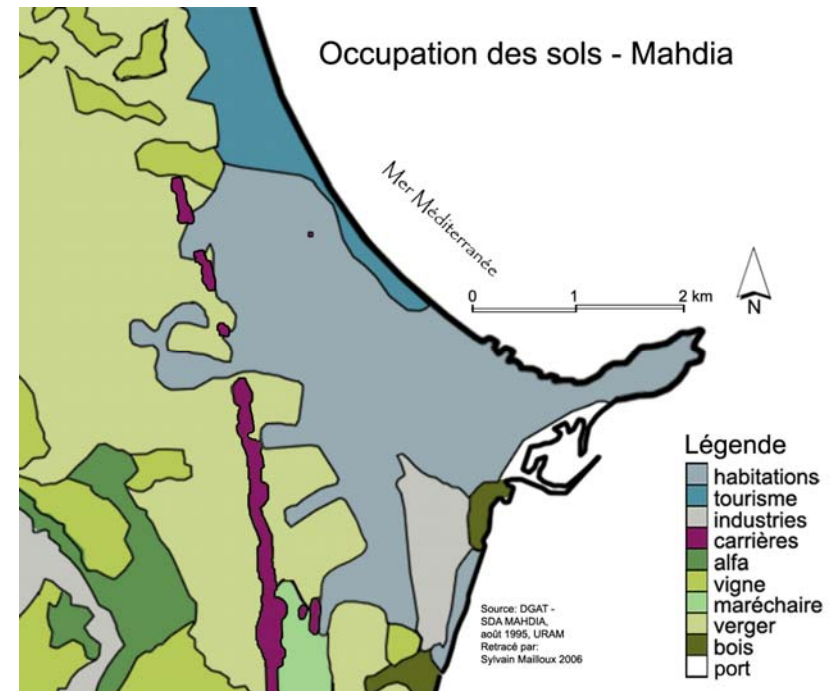 Occupation des sols - Mahdia
Mer Méditerranée
0 1 2 km
N
Légende
habitations
tourisme
industries
carrières
alfa
vigne
maréchaire
verger
bois
port
Source: DGAT -
SDA MAHDIA,
août 1995, URAM
Retracé par:
Sylvain Mailloux 2006